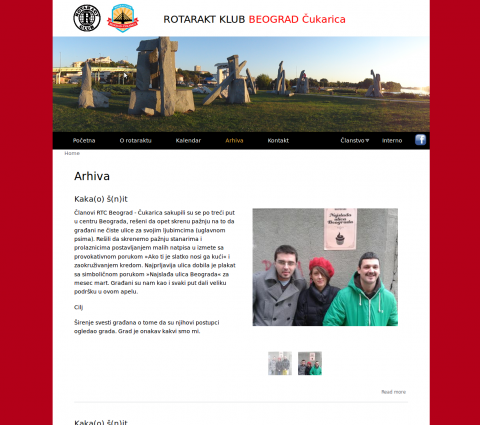 ROTARAKT KLUB BEOGRAD Čukarica
Početna O rotaraktu Kalendar Arhiva Kontakt Članstvo Interno
Home
Arhiva
Kaka(o) š(n)it
Članovi RTC Beograd - Čukarica sakupili su se po treći put
u centru Beograda, rešeni da opet skrenu pažnju na to da
građani ne čiste ulice za svojim ljubimcima (uglavnom
psima). Rešili da skrenemo pažnju stanarima i
prolaznicima postavljanjem malih natpisa u izmete sa
provokativnom porukom «Ako ti je slatko nosi ga kući» i
zaokruživanjem kredom. Najprljavija ulica dobila je plakat
sa simboličnom porukom »Najslađa ulica Beograda« za
mesec mart. Građani su nam kao i svaki put dali veliku
podršku u ovom apelu.
Cilj
Širenje svesti građana o tome da su njihovi postupci
ogledao grada. Grad je onakav kakvi smo mi.
Najslađa
ulica
Beograda
Read more
Kaka(o) š(n)it